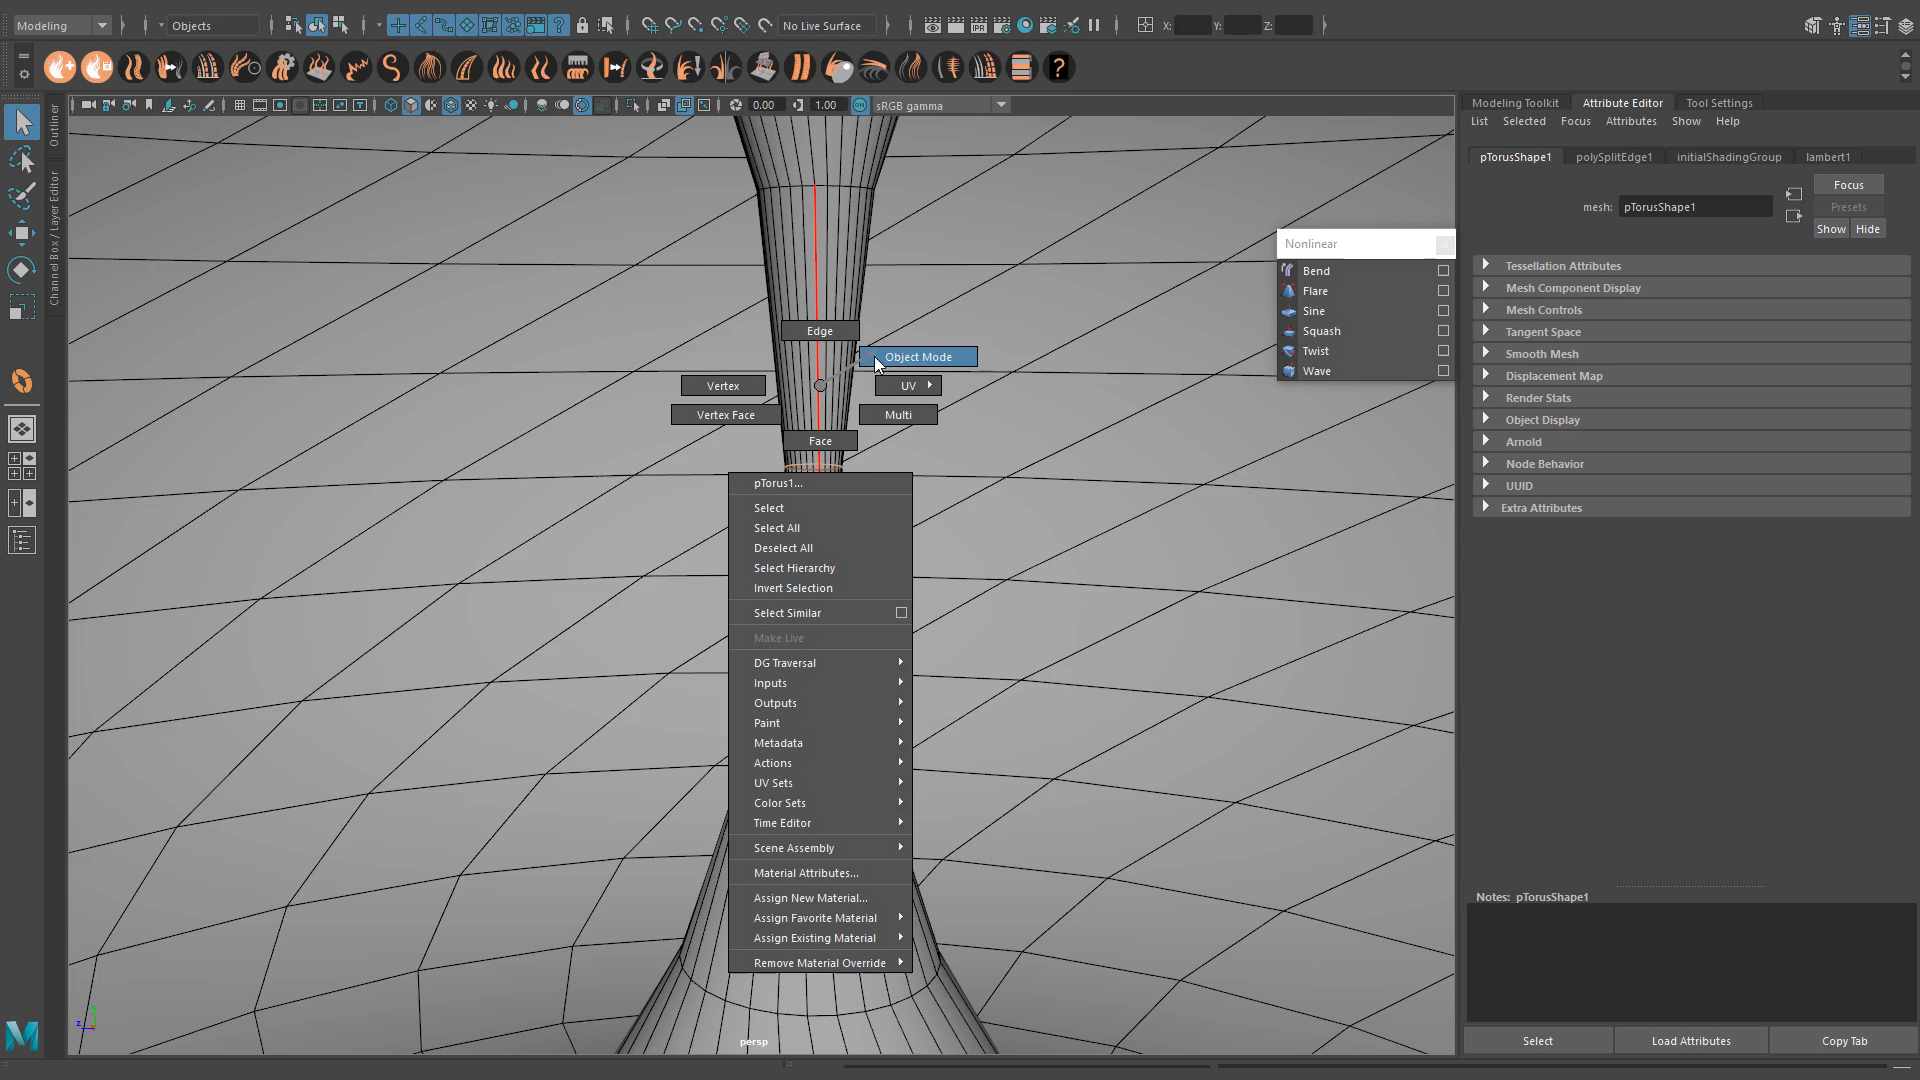 Modeling
Objects
No Live Surface
IPR
X:
Y:
Z:
?
Outliner
Channel Box / Layer Editor
0.00
1.00
ON
sRGB gamma
Modeling Toolkit
Attribute Editor
Tool Settings
List
Selected
Focus
Attributes
Show
Help
pTorusShape1
polySplitEdge1
initialShadingGroup
lambert1
mesh:
pTorusShape1
Focus
Presets
Show
Hide
Tessellation Attributes
Mesh Component Display
Mesh Controls
Tangent Space
Smooth Mesh
Displacement Map
Render Stats
Object Display
Arnold
Node Behavior
UUID
Extra Attributes
Nonlinear
Bend
Flare
Sine
Squash
Twist
Wave
Edge
Object Mode
Vertex
UV
Vertex Face
Multi
Face
pTorus1...
Select
Select All
Deselect All
Select Hierarchy
Invert Selection
Select Similar
Make Live
DG Traversal
Inputs
Outputs
Paint
Metadata
Actions
UV Sets
Color Sets
Time Editor
Scene Assembly
Material Attributes...
Assign New Material...
Assign Favorite Material
Assign Existing Material
Remove Material Override
persp
z
Notes: pTorusShape1
Select
Load Attributes
Copy Tab